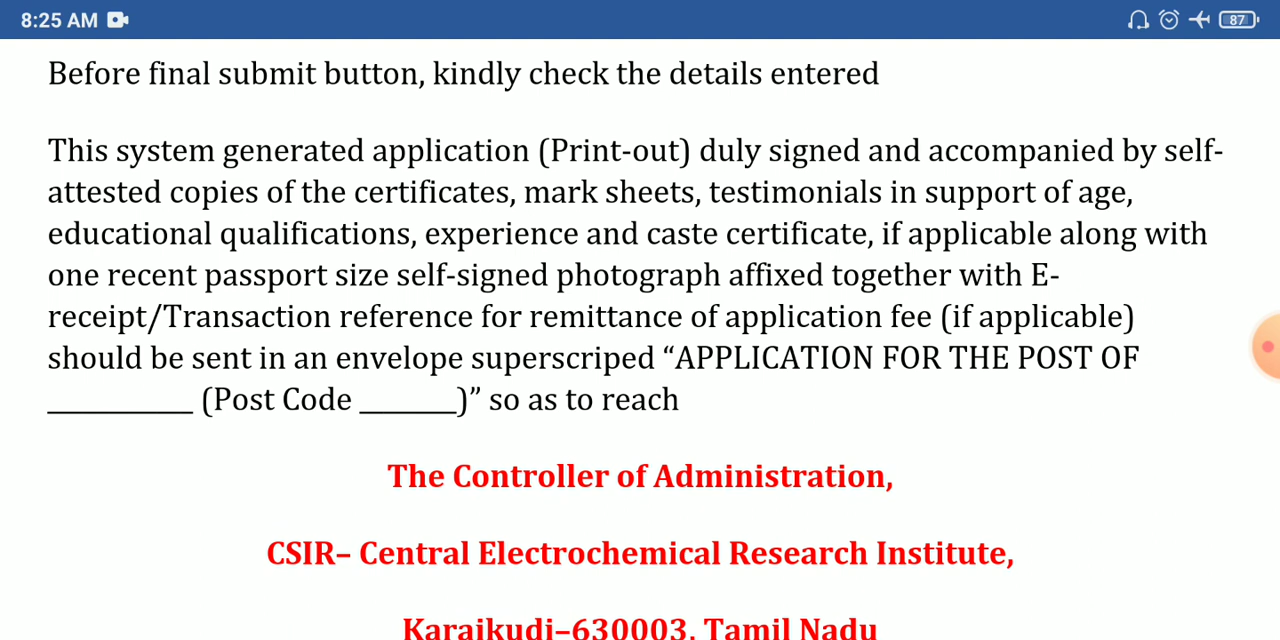 8:25 AM
87
Before final submit button, kindly check the details entered
This system generated application (Print-out) duly signed and accompanied by self-
attested copies of the certificates, mark sheets, testimonials in support of age,
educational qualifications, experience and caste certificate, if applicable along with
one recent passport size self-signed photograph affixed together with E-
receipt/Transaction reference for remittance of application fee (if applicable)
should be sent in an envelope superscriped “APPLICATION FOR THE POST OF
____________ (Post Code ________)” so as to reach
The Controller of Administration,
CSIR– Central Electrochemical Research Institute,
Karaikudi–630003, Tamil Nadu